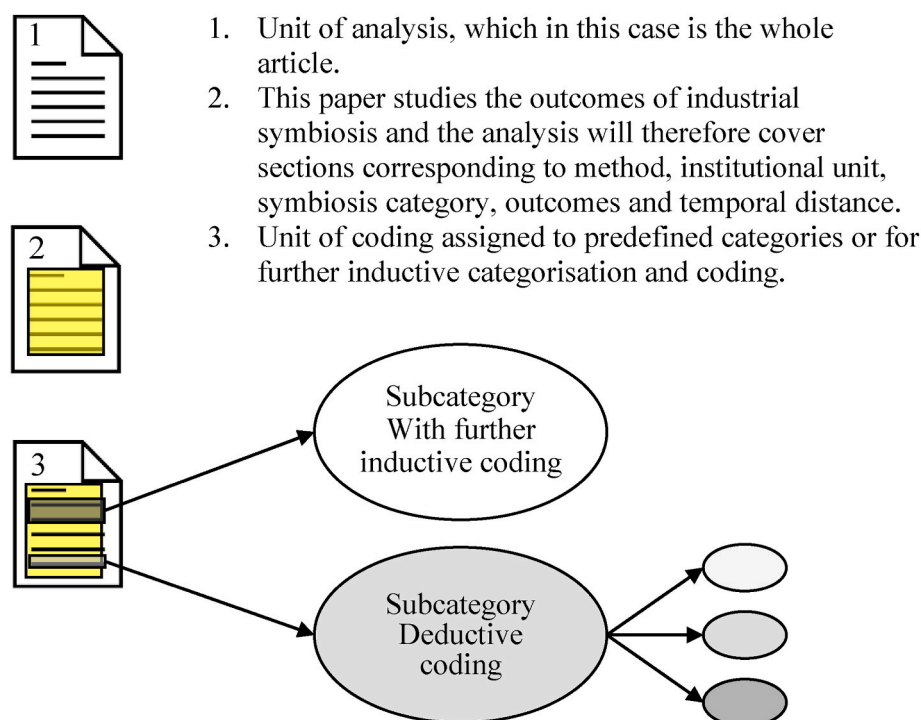 1
1. Unit of analysis, which in this case is the whole
article.
2. This paper studies the outcomes of industrial
symbiosis and the analysis will therefore cover
sections corresponding to method, institutional unit,
symbiosis category, outcomes and temporal distance.
3. Unit of coding assigned to predefined categories or for
further inductive categorisation and coding.
2
3
Subcategory
With further
inductive coding
Subcategory
Deductive
coding